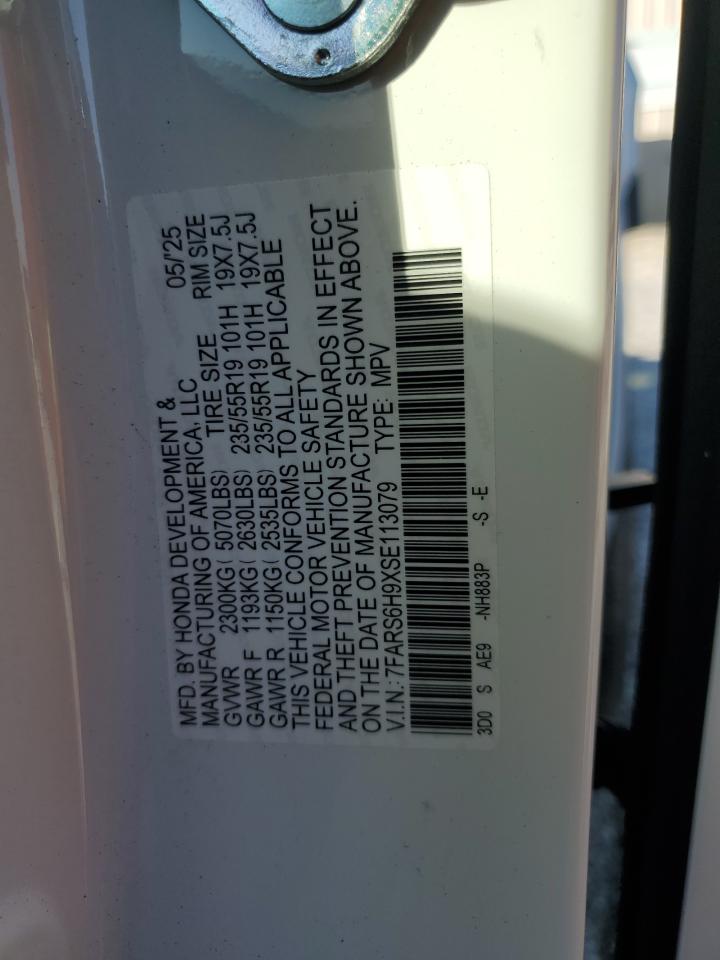 MFD. BY HONDA DEVELOPMENT &
MANUFACTURING OF AMERICA, LLC 05/'25
GVWR 2300KG( 5070LBS) TIRE SIZE RIM SIZE
GAWR F 1193KG( 2630LBS) 235/55R19 101H 19X7.5J
GAWR R 1150KG( 2535LBS) 235/55R19 101H 19X7.5J
THIS VEHICLE CONFORMS TO ALL APPLICABLE
FEDERAL MOTOR VEHICLE SAFETY
AND THEFT PREVENTION STANDARDS IN EFFECT
ON THE DATE OF MANUFACTURE SHOWN ABOVE.
V.I.N.: 7FARS6H9XSE113079 TYPE: MPV
3D0 S AE9 -NH883P -S -E